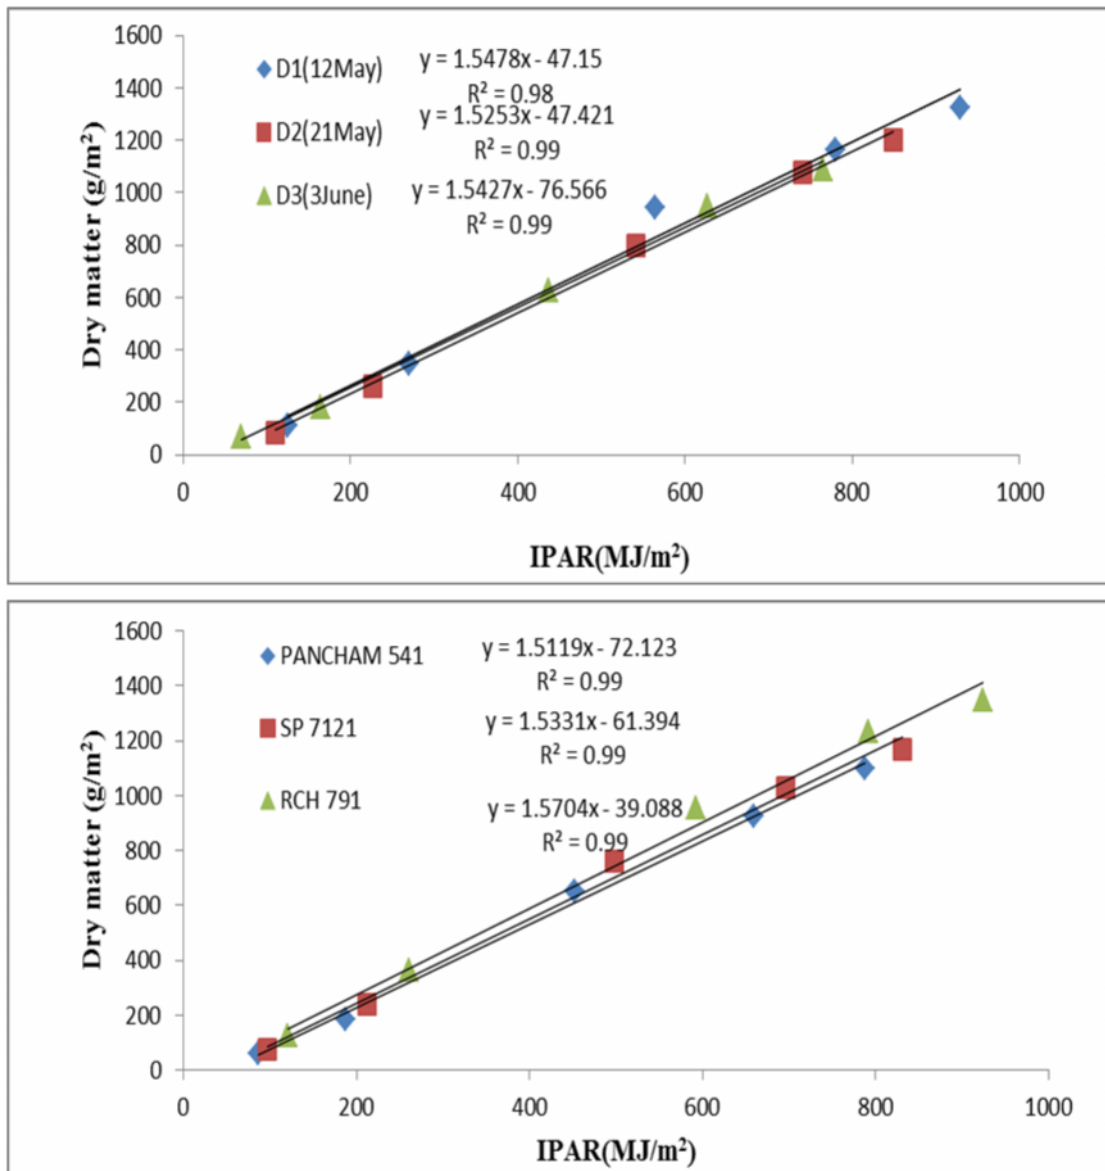 1600
1400
1200
1000
800
600
400
200
0
Dry matter (g/m²)
D1(12May) y = 1.5478x - 47.15
R² = 0.98
D2(21May) y = 1.5253x - 47.421
R² = 0.99
D3(3June) y = 1.5427x - 76.566
R² = 0.99
0 200 400 600 800 1000
IPAR(MJ/m²)
1600
1400
1200
1000
800
600
400
200
0
Dry matter (g/m²)
PANCHAM 541 y = 1.5119x - 72.123
R² = 0.99
SP 7121 y = 1.5331x - 61.394
R² = 0.99
RCH 791 y = 1.5704x - 39.088
R² = 0.99
0 200 400 600 800 1000
IPAR(MJ/m²)